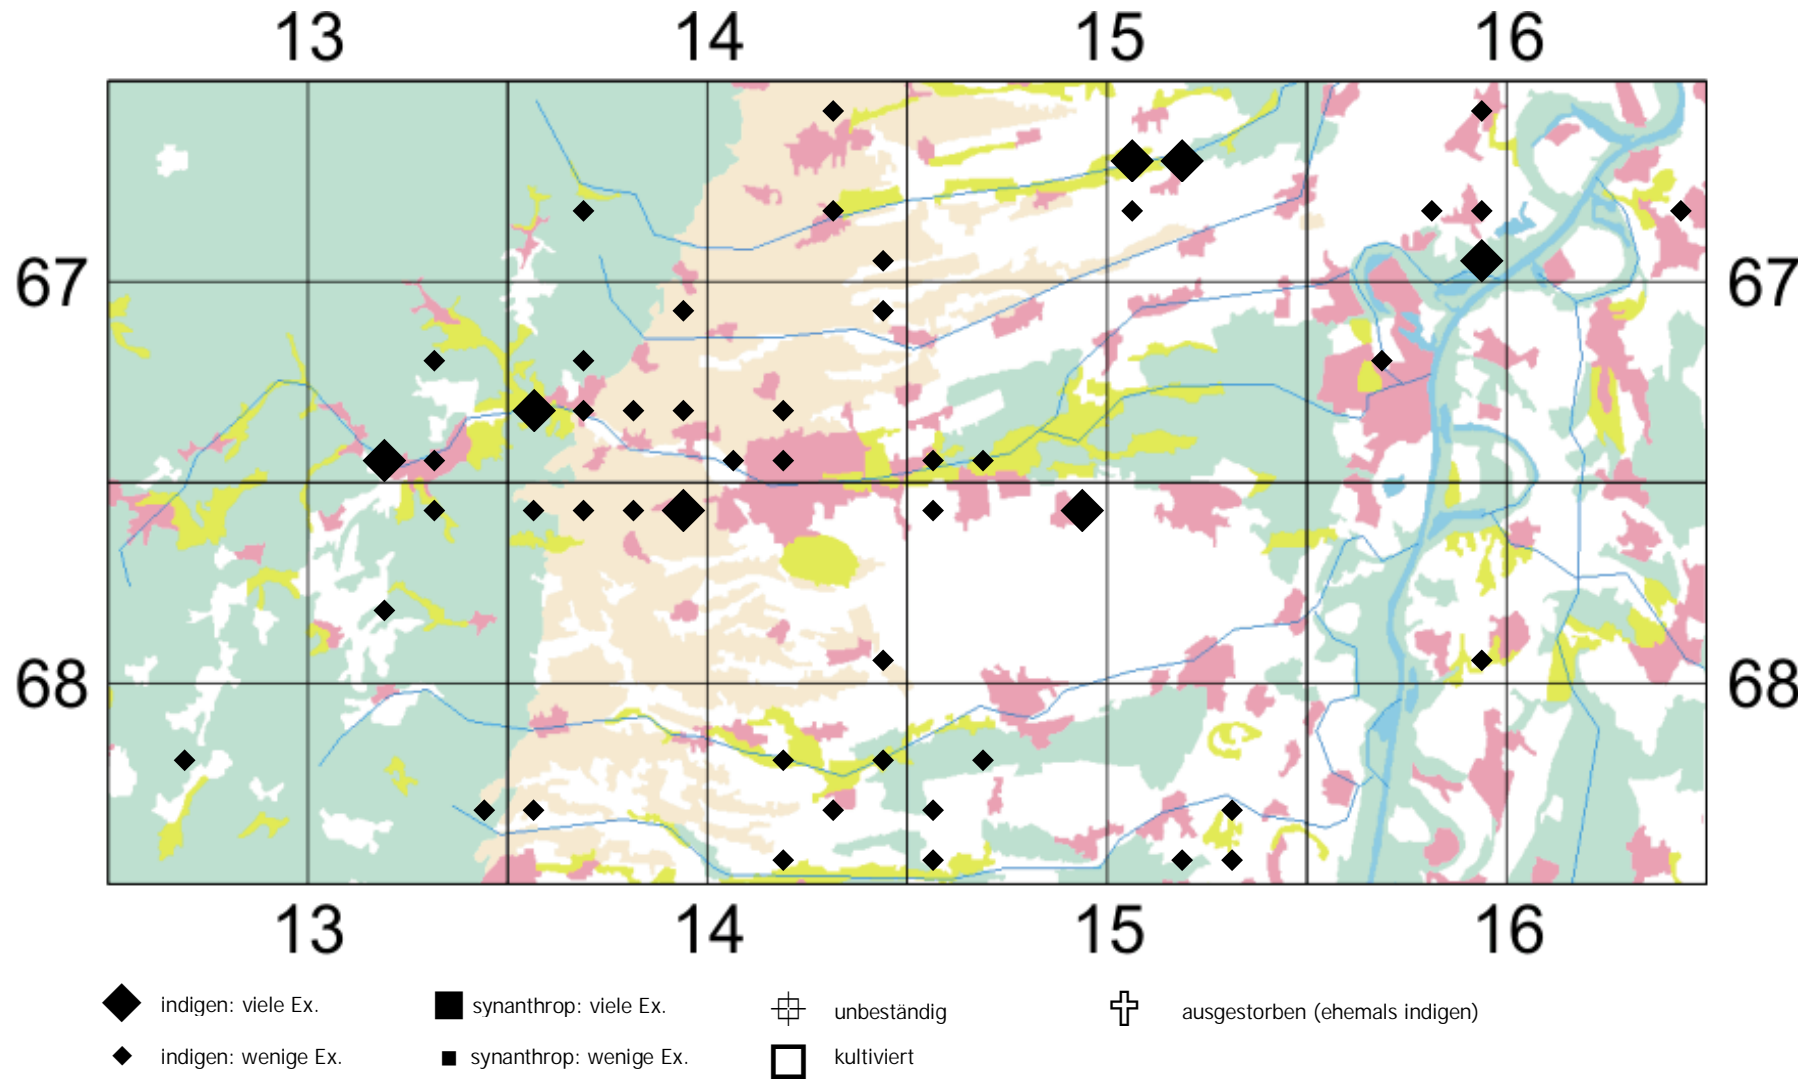 13 14 15 16
67 67
68 68
13 14 15 16
indigen: viele Ex. synanthrop: viele Ex. unbeständig ausgestorben (ehemals indigen)
indigen: wenige Ex. synanthrop: wenige Ex. kultiviert